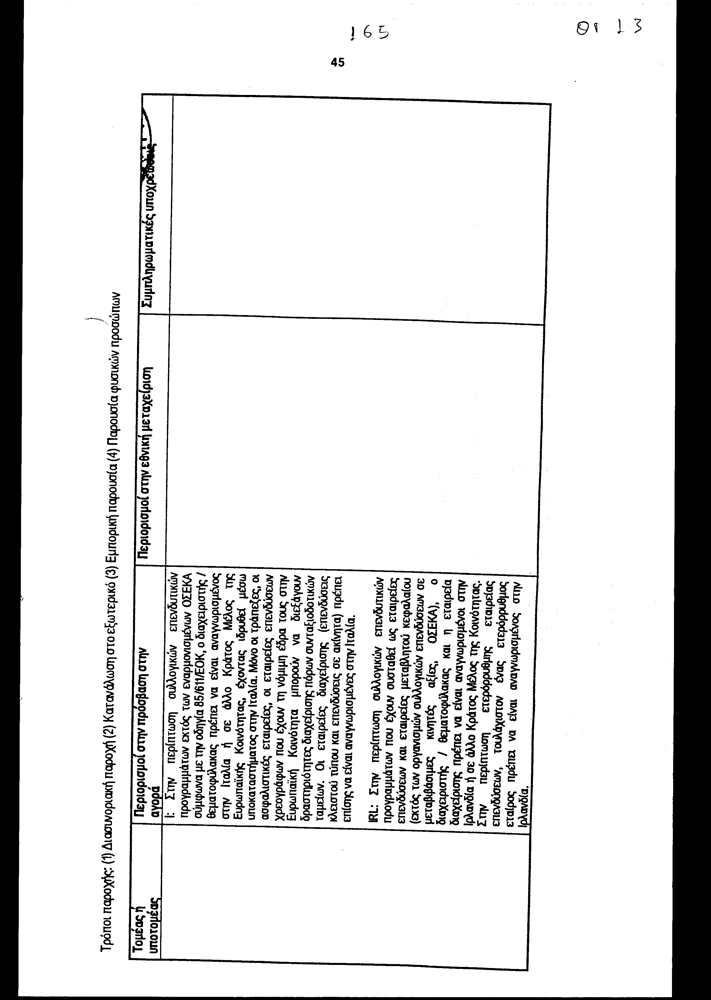 165
45
Τρόποι παροχής: (1) Διασυνοριακή παροχή (2) Κατανάλωση στο εξωτερικό (3) Εμπορική παρουσία (4) Παρουσία φυσικών προσώπων
Τομέας ή
υποτομέας
Περιορισμοί στην πρόσβαση στην
αγορά
Περιορισμοί στην εθνική μεταχείριση
Συμπληρωματικές υποχρεώσεις
I: Στην περίπτωση συλλογικών επενδυτικών
προγραμμάτων εκτός των εναρμονισμένων ΟΣΕΚΑ
σύμφωνα με την οδηγία 85/611/ΕΟΚ, ο διαχειριστής /
θεματοφύλακας πρέπει να είναι αναγνωρισμένος
στην Ιταλία ή σε άλλο Κράτος Μέλος της
Ευρωπαϊκής Κοινότητας, έχοντας ιδρυθεί μέσω
υποκαταστήματος στην Ιταλία. Μόνο οι τράπεζες, οι
ασφαλιστικές εταιρείες, οι εταιρείες επενδύσεων
χρεογράφων που έχουν τη νόμιμη έδρα τους στην
Ευρωπαϊκή Κοινότητα μπορούν να διεξάγουν
δραστηριότητες διαχείρισης πόρων συνταξιοδοτικών
ταμείων. Οι εταιρείες διαχείρισης (επενδύσεις
κλειστού τύπου και επενδύσεις σε ακίνητα) πρέπει
επίσης να είναι αναγνωρισμένες στην Ιταλία.
IRL: Στην περίπτωση συλλογικών επενδυτικών
προγραμμάτων που έχουν συσταθεί ως εταιρείες
επενδύσεων και εταιρείες μεταβλητού κεφαλαίου
(εκτός των οργανισμών συλλογικών επενδύσεων σε
μεταβιβάσιμες κινητές αξίες, ΟΣΕΚΑ), ο
διαχειριστής / θεματοφύλακας και η εταιρεία
διαχείρισης πρέπει να είναι αναγνωρισμένοι στην
Ιρλανδία ή σε άλλο Κράτος Μέλος της Κοινότητας.
Στην περίπτωση ετερόρρυθμης εταιρείας
επενδύσεων, τουλάχιστον ένας ετερόρρυθμος
εταίρος πρέπει να είναι αναγνωρισμένος στην
Ιρλανδία.